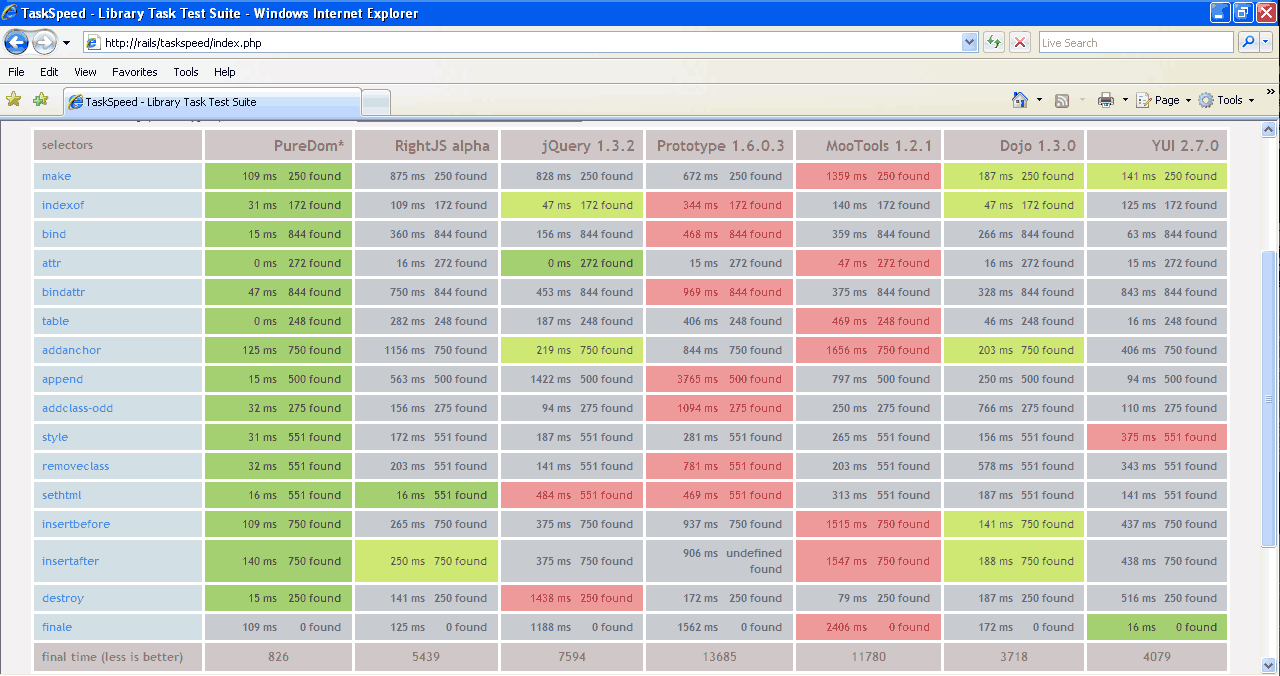 TaskSpeed - Library Task Test Suite - Windows Internet Explorer
http://rails/taskspeed/index.php Live Search
File Edit View Favorites Tools Help
TaskSpeed - Library Task Test Suite Page Tools »
selectors PureDom* RightJS alpha jQuery 1.3.2 Prototype 1.6.0.3 MooTools 1.2.1 Dojo 1.3.0 YUI 2.7.0
make 109 ms 250 found 875 ms 250 found 828 ms 250 found 672 ms 250 found 1359 ms 250 found 187 ms 250 found 141 ms 250 found
indexof 31 ms 172 found 109 ms 172 found 47 ms 172 found 344 ms 172 found 140 ms 172 found 47 ms 172 found 125 ms 172 found
bind 15 ms 844 found 360 ms 844 found 156 ms 844 found 468 ms 844 found 359 ms 844 found 266 ms 844 found 63 ms 844 found
attr 0 ms 272 found 16 ms 272 found 0 ms 272 found 15 ms 272 found 47 ms 272 found 16 ms 272 found 15 ms 272 found
bindattr 47 ms 844 found 750 ms 844 found 453 ms 844 found 969 ms 844 found 375 ms 844 found 328 ms 844 found 843 ms 844 found
table 0 ms 248 found 282 ms 248 found 187 ms 248 found 406 ms 248 found 469 ms 248 found 46 ms 248 found 16 ms 248 found
addanchor 125 ms 750 found 1156 ms 750 found 219 ms 750 found 844 ms 750 found 1656 ms 750 found 203 ms 750 found 406 ms 750 found
append 15 ms 500 found 563 ms 500 found 1422 ms 500 found 3765 ms 500 found 797 ms 500 found 250 ms 500 found 94 ms 500 found
addclass-odd 32 ms 275 found 156 ms 275 found 94 ms 275 found 1094 ms 275 found 250 ms 275 found 766 ms 275 found 110 ms 275 found
style 31 ms 551 found 172 ms 551 found 187 ms 551 found 281 ms 551 found 265 ms 551 found 156 ms 551 found 375 ms 551 found
removeclass 32 ms 551 found 203 ms 551 found 141 ms 551 found 781 ms 551 found 203 ms 551 found 578 ms 551 found 343 ms 551 found
sethtml 16 ms 551 found 16 ms 551 found 484 ms 551 found 469 ms 551 found 313 ms 551 found 187 ms 551 found 141 ms 551 found
insertbefore 109 ms 750 found 265 ms 750 found 375 ms 750 found 937 ms 750 found 1515 ms 750 found 141 ms 750 found 437 ms 750 found
insertafter 140 ms 750 found 250 ms 750 found 375 ms 750 found 906 ms undefined found 1547 ms 750 found 188 ms 750 found 438 ms 750 found
destroy 15 ms 250 found 141 ms 250 found 1438 ms 250 found 172 ms 250 found 79 ms 250 found 187 ms 250 found 516 ms 250 found
finale 109 ms 0 found 125 ms 0 found 1188 ms 0 found 1562 ms 0 found 2406 ms 0 found 172 ms 0 found 16 ms 0 found
final time (less is better) 826 5439 7594 13685 11780 3718 4079